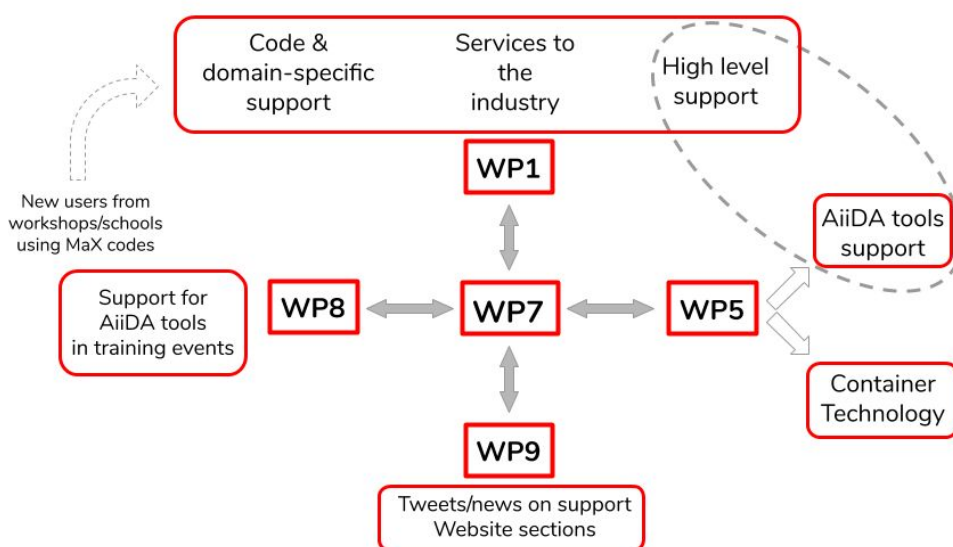 Code &
domain-specific
support
Services to
the
industry
High level
support
WP1
New users from
workshops/schools
using MaX codes
AiiDA tools
support
Support for
AiiDA tools
in training events
WP8
WP7
WP5
Container
Technology
WP9
Tweets/news on support
Website sections